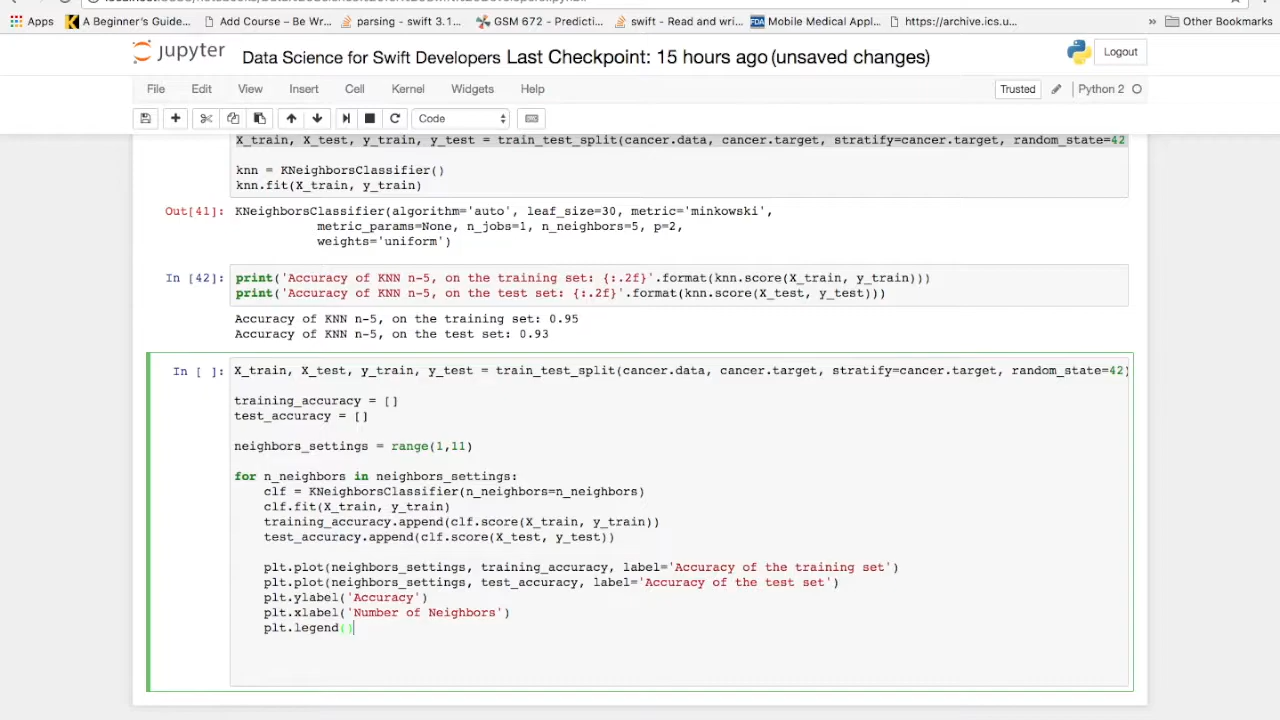 Apps A Beginner's Guide... Add Course – Be Wr... parsing - swift 3.1... GSM 672 - Predicti... swift - Read and wri... Mobile Medical Appl... https://archive.ics.u... » Other Bookmarks
jupyter Data Science for Swift Developers Last Checkpoint: 15 hours ago (unsaved changes) Logout
File Edit View Insert Cell Kernel Widgets Help Trusted Python 2
Code
X_train, X_test, y_train, y_test = train_test_split(cancer.data, cancer.target, stratify=cancer.target, random_state=42
knn = KNeighborsClassifier()
knn.fit(X_train, y_train)
Out[41]: KNeighborsClassifier(algorithm='auto', leaf_size=30, metric='minkowski',
metric_params=None, n_jobs=1, n_neighbors=5, p=2,
weights='uniform')
In [42]: print('Accuracy of KNN n-5, on the training set: {:.2f}'.format(knn.score(X_train, y_train)))
print('Accuracy of KNN n-5, on the test set: {:.2f}'.format(knn.score(X_test, y_test)))
Accuracy of KNN n-5, on the training set: 0.95
Accuracy of KNN n-5, on the test set: 0.93
In [ ]: X_train, X_test, y_train, y_test = train_test_split(cancer.data, cancer.target, stratify=cancer.target, random_state=42)
training_accuracy = []
test_accuracy = []
neighbors_settings = range(1,11)
for n_neighbors in neighbors_settings:
clf = KNeighborsClassifier(n_neighbors=n_neighbors)
clf.fit(X_train, y_train)
training_accuracy.append(clf.score(X_train, y_train))
test_accuracy.append(clf.score(X_test, y_test))
plt.plot(neighbors_settings, training_accuracy, label='Accuracy of the training set')
plt.plot(neighbors_settings, test_accuracy, label='Accuracy of the test set')
plt.ylabel('Accuracy')
plt.xlabel('Number of Neighbors')
plt.legend()